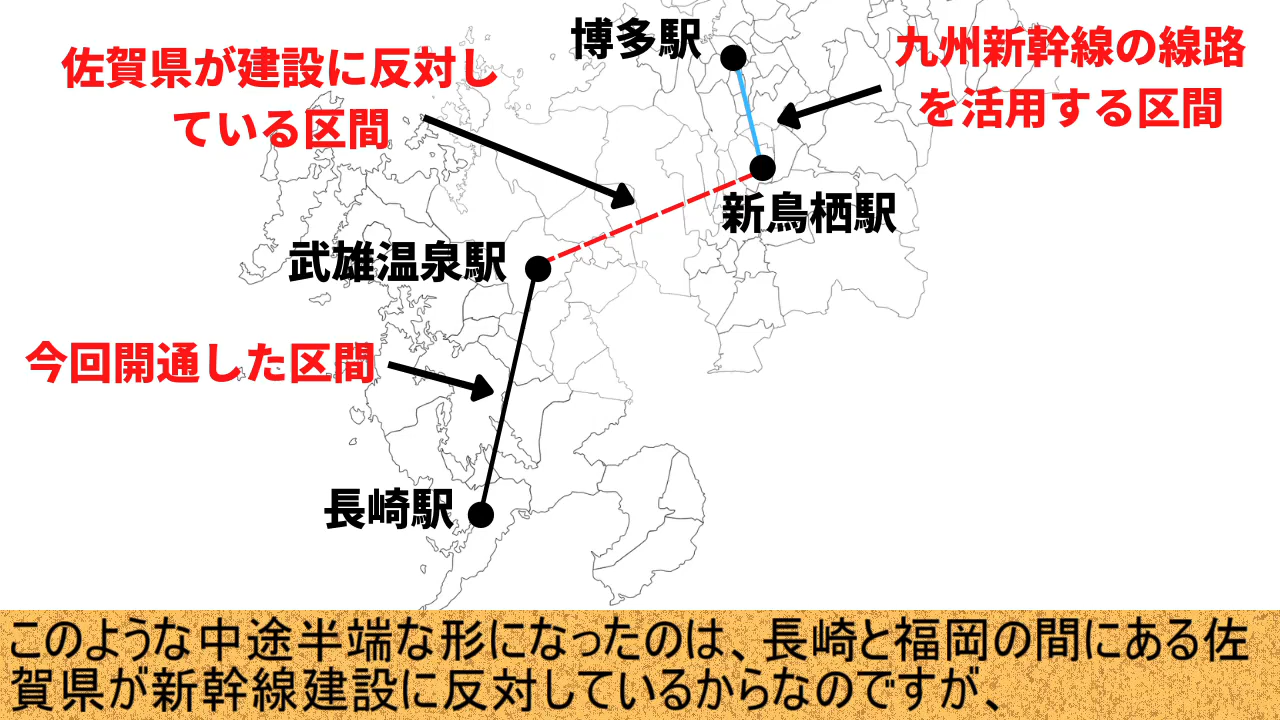 博多駅
佐賀県が建設に反対し
ている区間
九州新幹線の線路
を活用する区間
新鳥栖駅
武雄温泉駅
今回開通した区間
長崎駅
このような中途半端な形になったのは、長崎と福岡の間にある佐
賀県が新幹線建設に反対しているからなのですが、